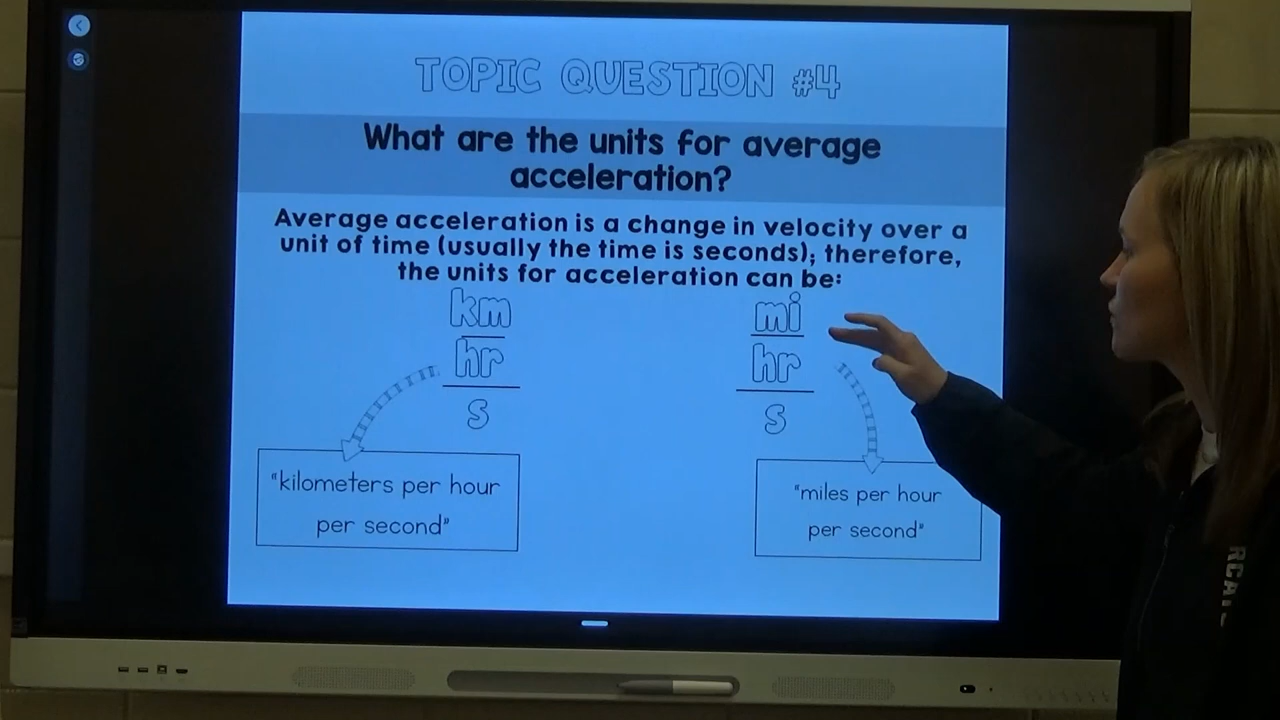 TOPIC QUESTION #4
What are the units for average
acceleration?
Average acceleration is a change in velocity over a
unit of time (usually the time is seconds); therefore,
the units for acceleration can be:
km
hr
s
mi
hr
s
"kilometers per hour
per second"
"miles per hour
per second"